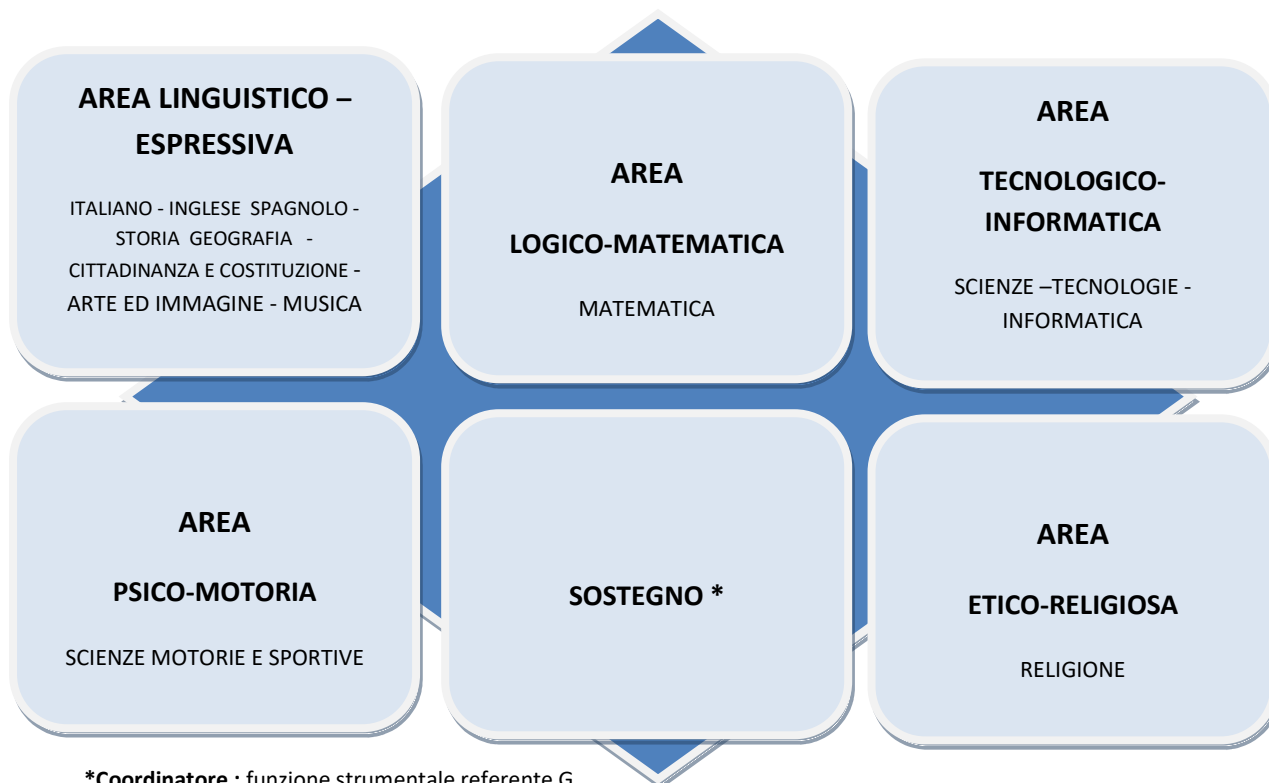 AREA LINGUISTICO –
ESPRESSIVA
ITALIANO - INGLESE SPAGNOLO -
STORIA GEOGRAFIA -
CITTADINANZA E COSTITUZIONE -
ARTE ED IMMAGINE - MUSICA
AREA
LOGICO-MATEMATICA
MATEMATICA
AREA
TECNOLOGICO-
INFORMATICA
SCIENZE –TECNOLOGIE -
INFORMATICA
AREA
PSICO-MOTORIA
SCIENZE MOTORIE E SPORTIVE
SOSTEGNO *
AREA
ETICO-RELIGIOSA
RELIGIONE
*Coordinatore : funzione strumentale referente G